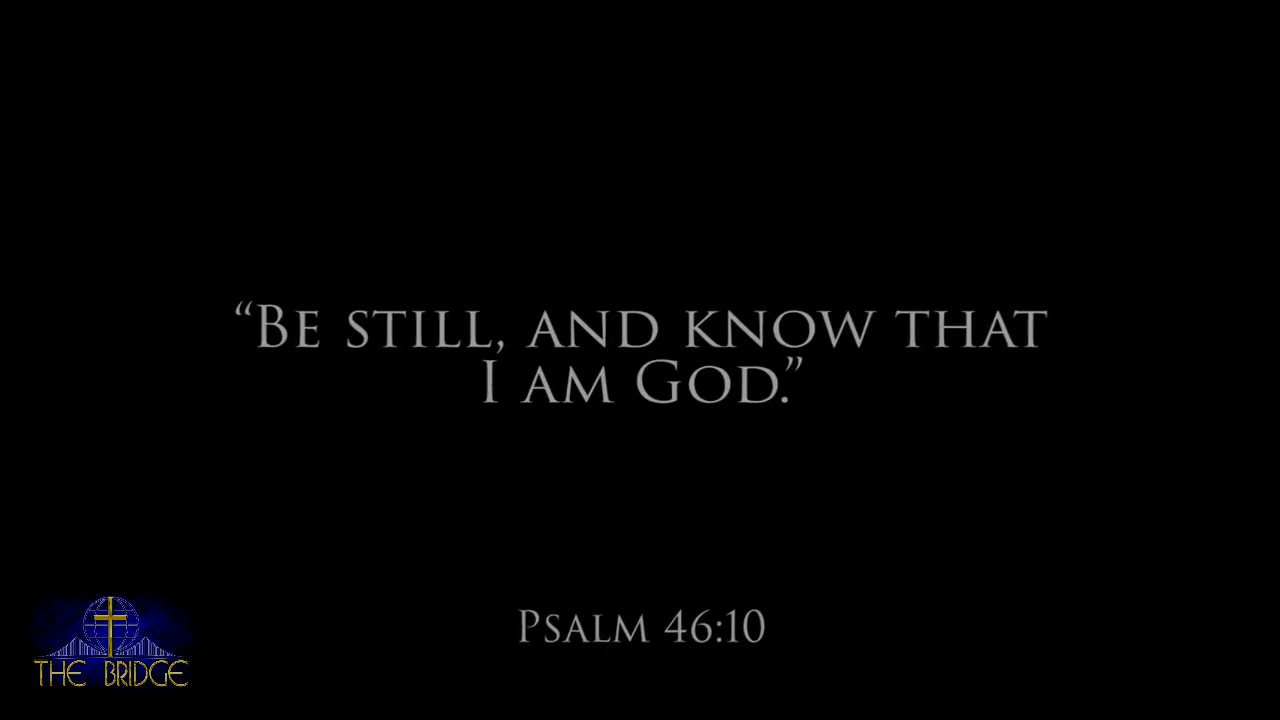 “Be still, and know that
I am God.”
Psalm 46:10
THE BRIDGE